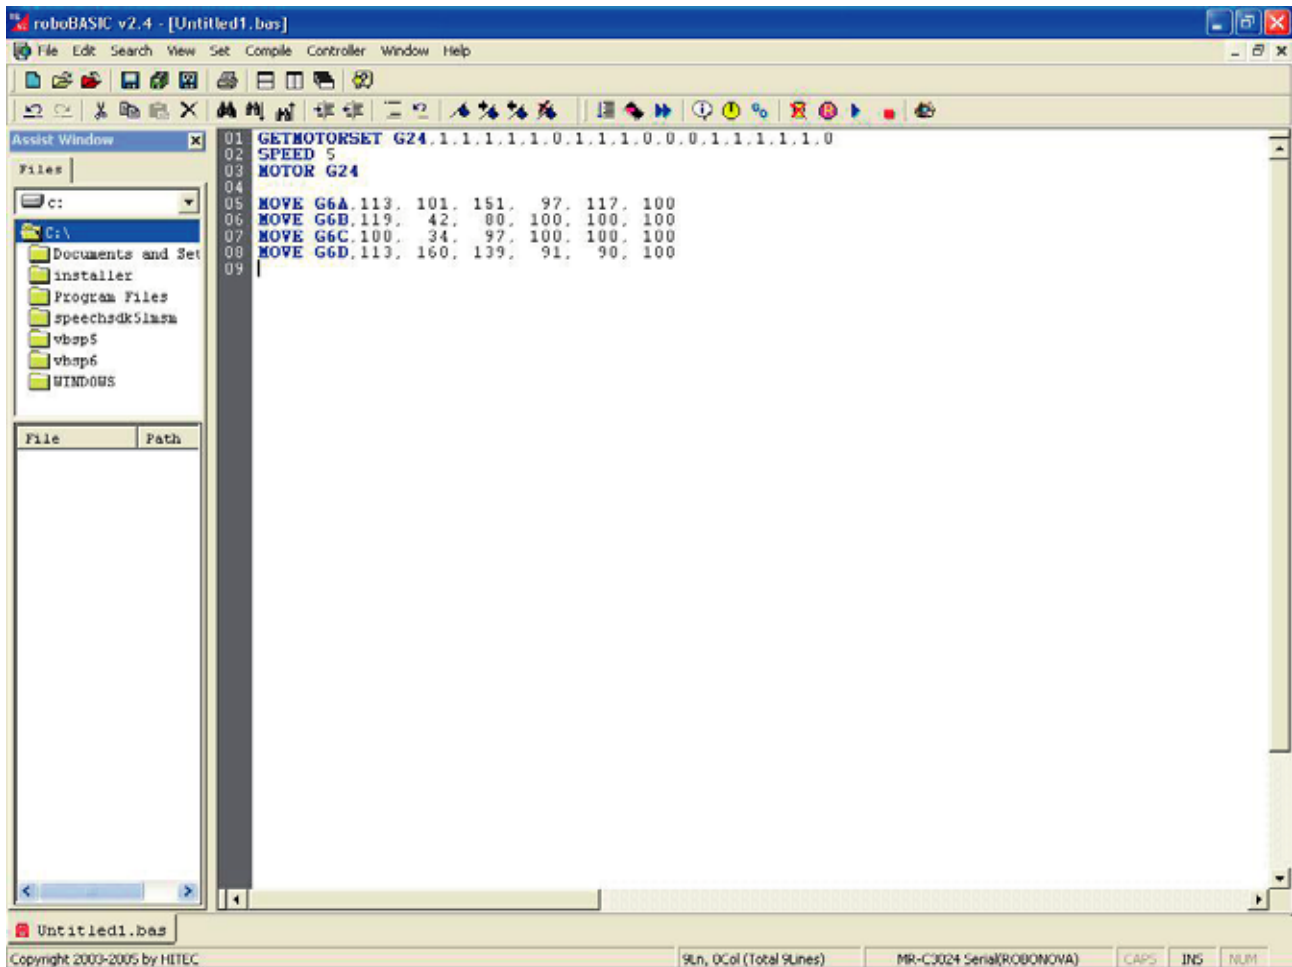 roboBASIC v2.4 - [Untitled1.bas]
File Edit Search View Set Compile Controller Window Help
Assist Window
Files
c:
C:\
Documents and Set
installer
Program Files
speechsdk51msm
vbsp5
vbsp6
WINDOWS
File Path
01 GETMOTORSET G24,1,1,1,1,1,0,1,1,1,0,0,0,1,1,1,1,1,0
02 SPEED 5
03 MOTOR G24
04
05 MOVE G6A,113, 101, 151, 97, 117, 100
06 MOVE G6B,119, 42, 80, 100, 100, 100
07 MOVE G6C,100, 34, 97, 100, 100, 100
08 MOVE G6D,113, 160, 139, 91, 90, 100
09
Untitled1.bas
Copyright 2003-2005 by HITEC 9Ln, 0Col (Total 9Lines) MR-C3024 Serial(ROBONOVA) CAPS INS NUM